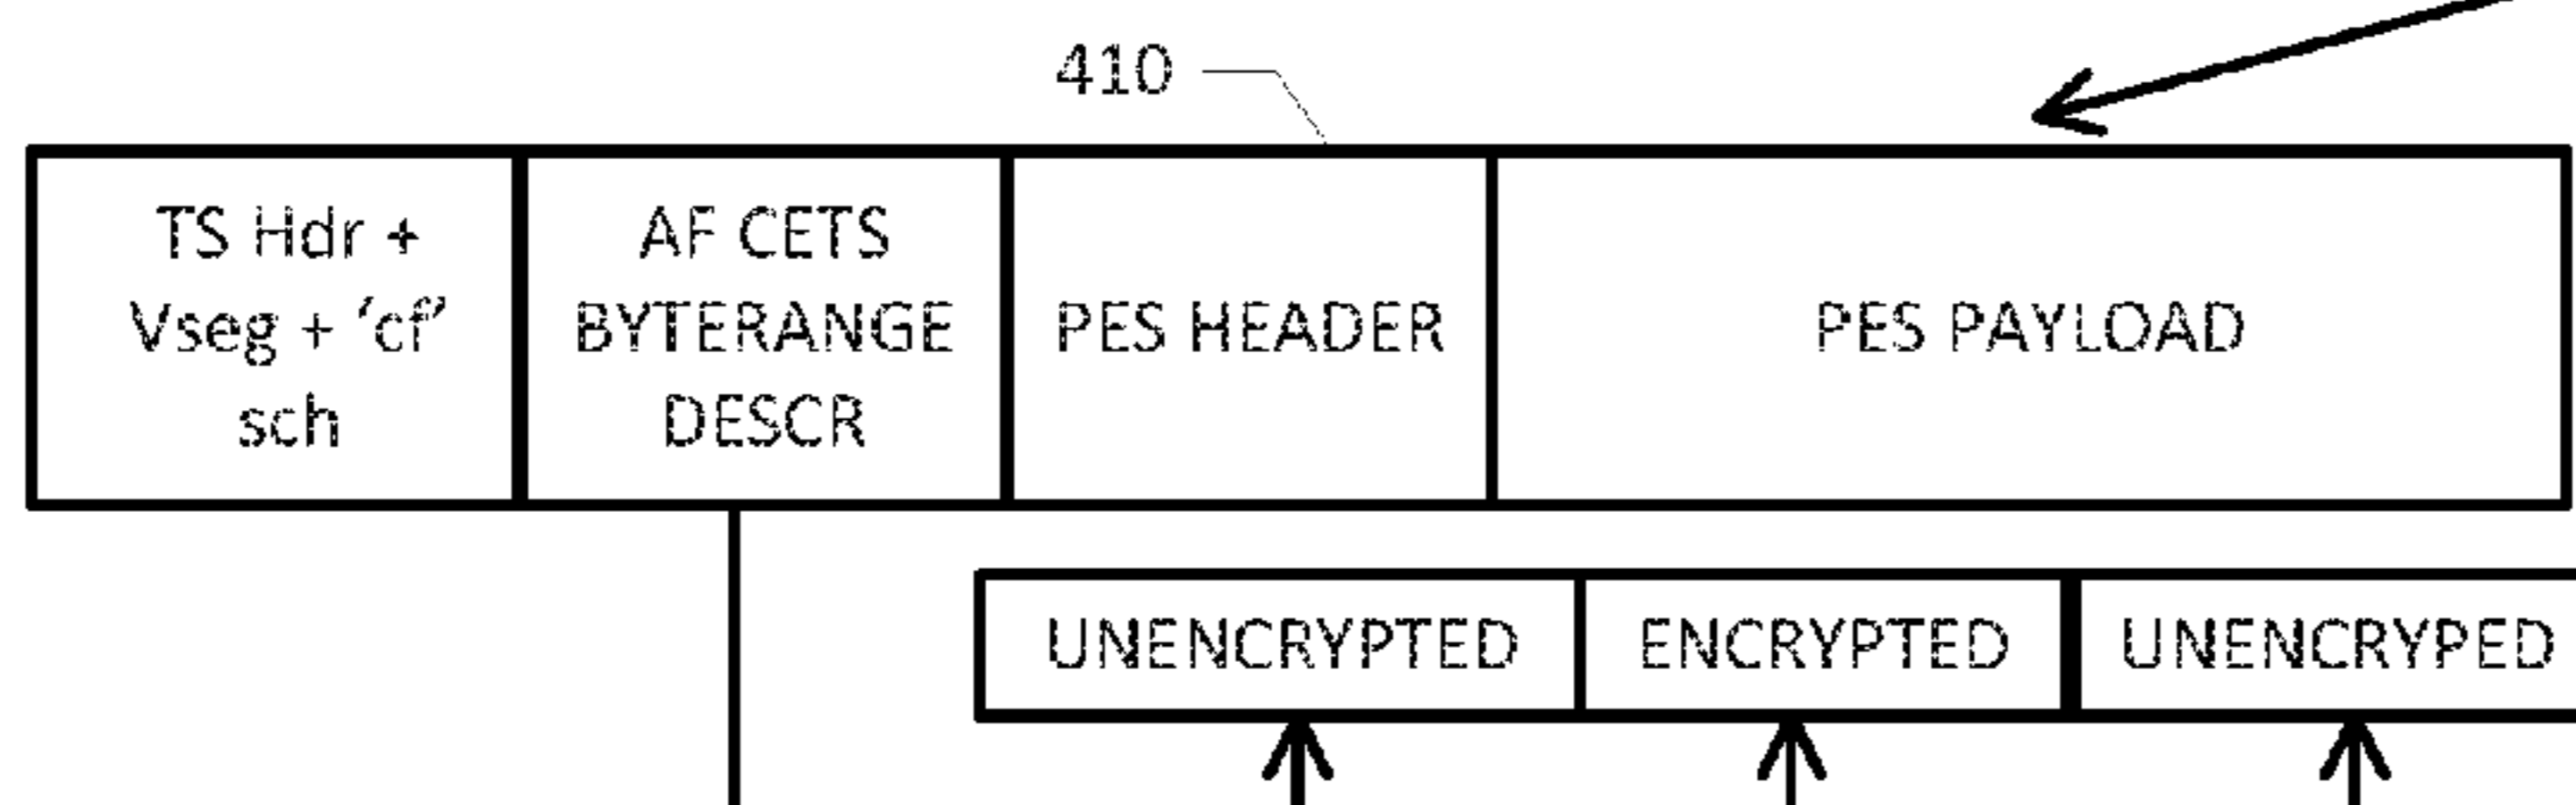 410
TS Hdr +
Vseg + ‘cf’
sch
AF CETS
BYTERANGE
DESCR
PES HEADER
PES PAYLOAD
UNENCRYPTED
ENCRYPTED
UNENCRYPED